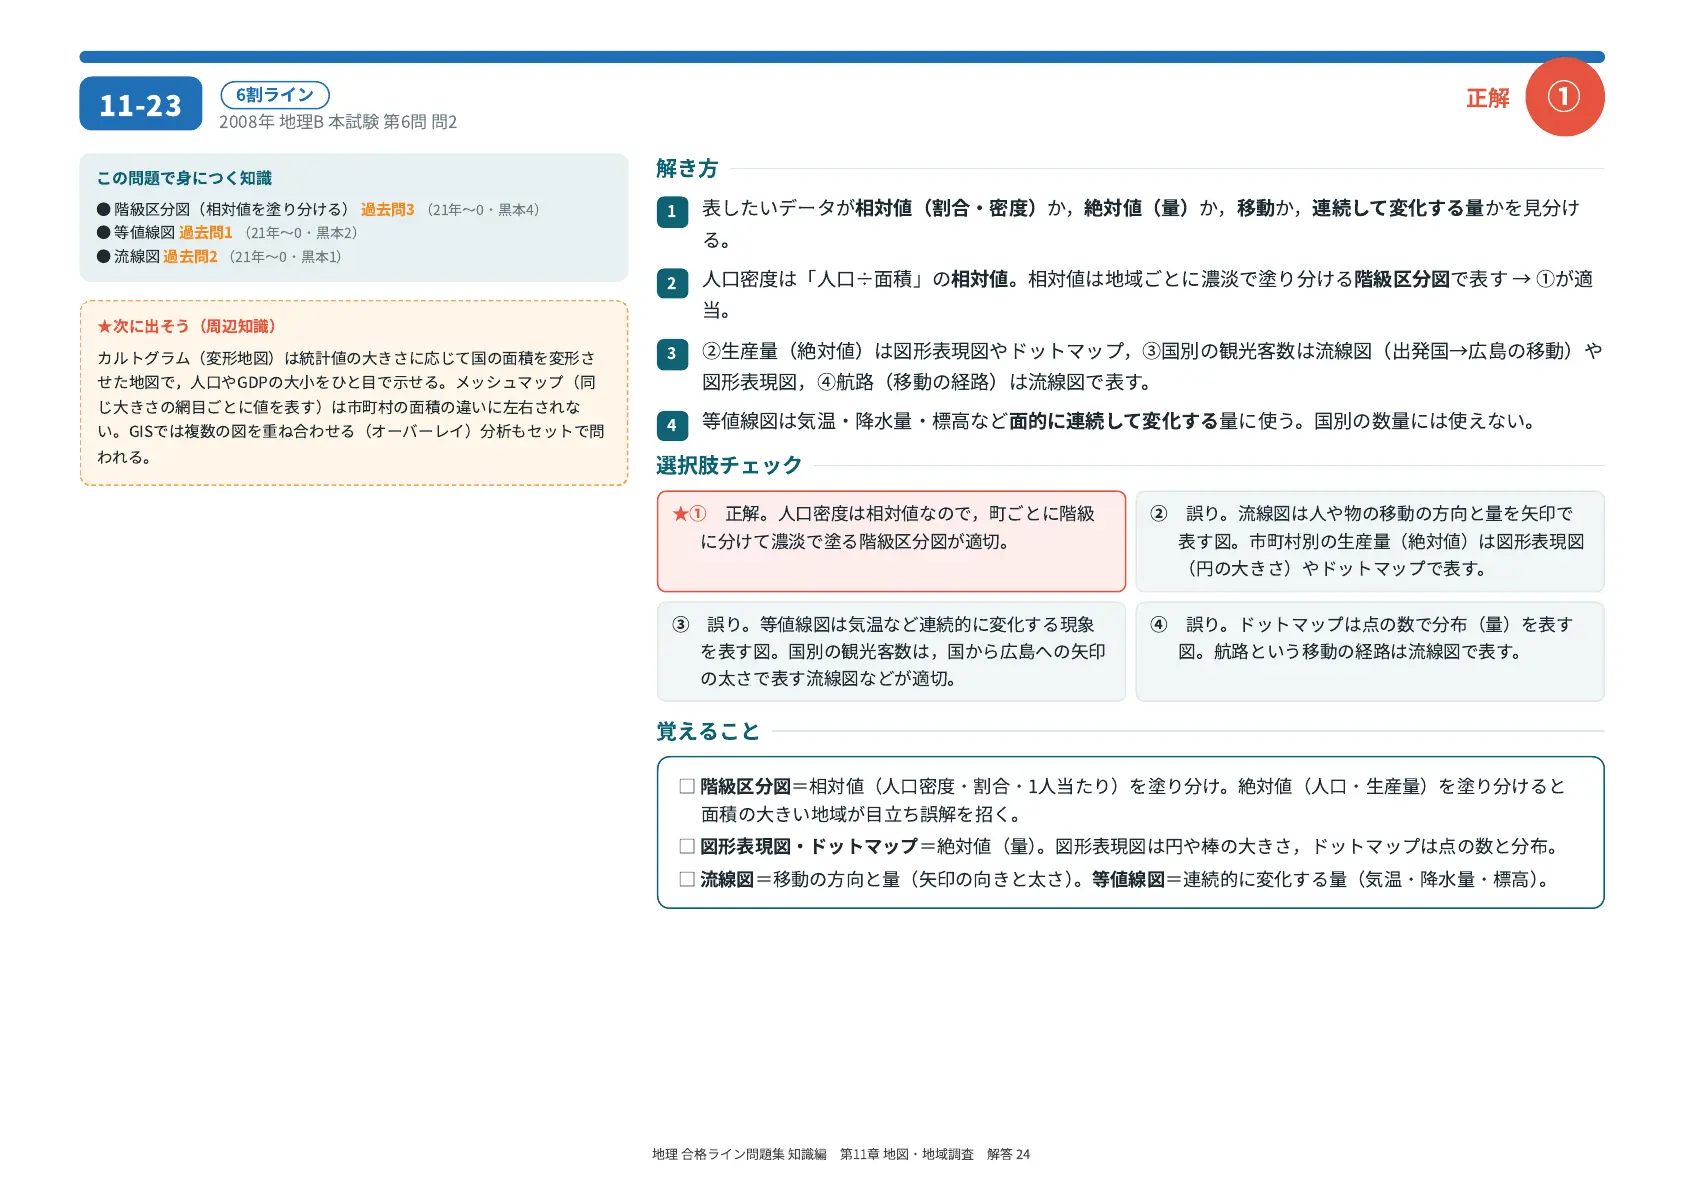 11-23
6割ライン
2008年 地理B 本試験 第6問 問2
正解 ①
この問題で身につく知識
● 階級区分図（相対値を塗り分ける） 過去問3 （21年〜0・黒本4）
● 等値線図 過去問1 （21年〜0・黒本2）
● 流線図 過去問2 （21年〜0・黒本1）
★次に出そう（周辺知識）
カルトグラム（変形地図）は統計値の大きさに応じて国の面積を変形さ
せた地図で，人口やGDPの大小をひと目で示せる。メッシュマップ（同
じ大きさの網目ごとに値を表す）は市町村の面積の違いに左右されな
い。GISでは複数の図を重ね合わせる（オーバーレイ）分析もセットで問
われる。
解き方
1 表したいデータが相対値（割合・密度）か，絶対値（量）か，移動か，連続して変化する量かを見分け
る。
2 人口密度は「人口÷面積」の相対値。相対値は地域ごとに濃淡で塗り分ける階級区分図で表す → ①が適
当。
3 ②生産量（絶対値）は図形表現図やドットマップ，③国別の観光客数は流線図（出発国→広島の移動）や
図形表現図，④航路（移動の経路）は流線図で表す。
4 等値線図は気温・降水量・標高など面的に連続して変化する量に使う。国別の数量には使えない。
選択肢チェック
★① 正解。人口密度は相対値なので，町ごとに階級
に分けて濃淡で塗る階級区分図が適切。
② 誤り。流線図は人や物の移動の方向と量を矢印で
表す図。市町村別の生産量（絶対値）は図形表現図
（円の大きさ）やドットマップで表す。
③ 誤り。等値線図は気温など連続的に変化する現象
を表す図。国別の観光客数は，国から広島への矢印
の太さで表す流線図などが適切。
④ 誤り。ドットマップは点の数で分布（量）を表す
図。航路という移動の経路は流線図で表す。
覚えること
□ 階級区分図＝相対値（人口密度・割合・1人当たり）を塗り分け。絶対値（人口・生産量）を塗り分けると
面積の大きい地域が目立ち誤解を招く。
□ 図形表現図・ドットマップ＝絶対値（量）。図形表現図は円や棒の大きさ，ドットマップは点の数と分布。
□ 流線図＝移動の方向と量（矢印の向きと太さ）。等値線図＝連続的に変化する量（気温・降水量・標高）。
地理 合格ライン問題集 知識編 第11章 地図・地域調査 解答 24